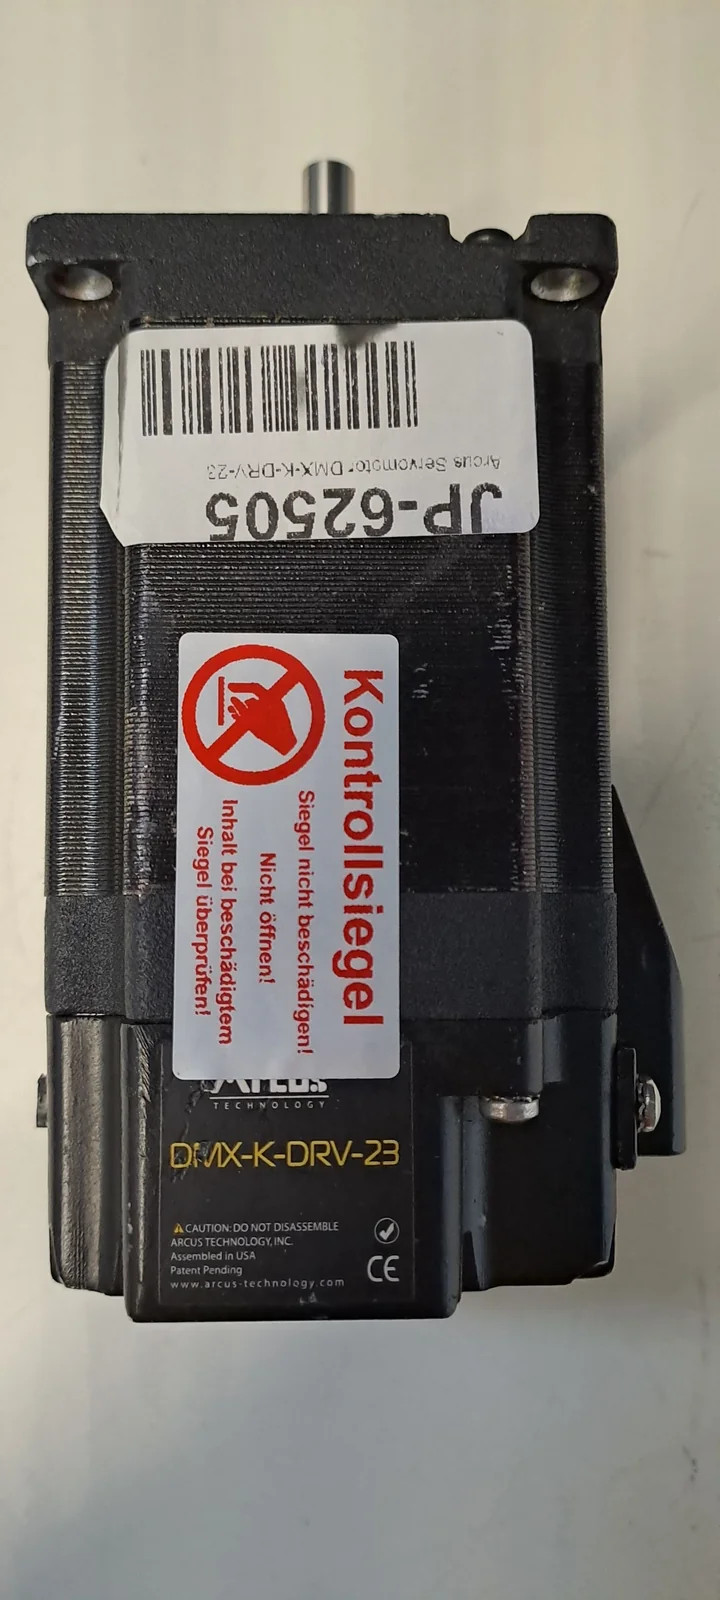 JP-62505
Arcus Servomotor DMX-K-DRV-23
Kontrollsiegel
Siegel nicht beschädigen!
Nicht öffnen!
Inhalt bei beschädigtem
Siegel überprüfen!
ARCUS
TECHNOLOGY
DMX-K-DRV-23
CAUTION: DO NOT DISASSEMBLE
ARCUS TECHNOLOGY, INC.
Assembled in USA
Patent Pending
www.arcus-technology.com
CE